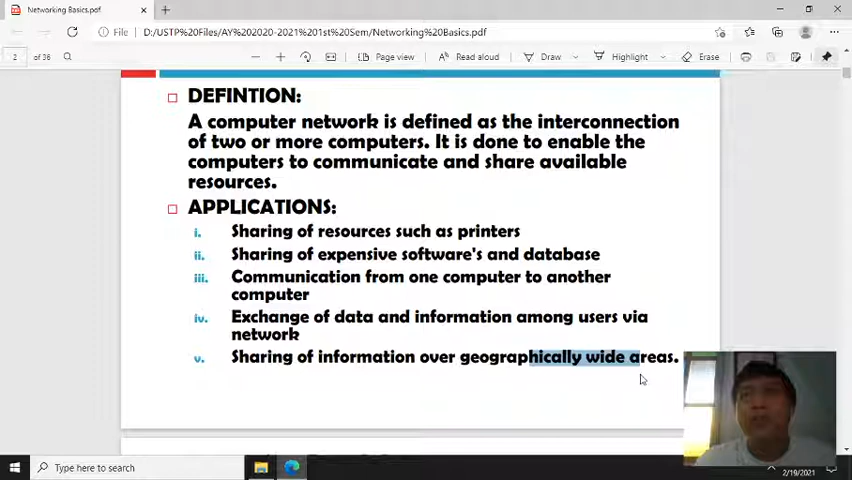 Networking Basics.pdf
File
D:/USTP%20Files/AY%202020-2021%201st%20Sem/Networking%20Basics.pdf
2 of 36
Page view
Read aloud
Draw
Highlight
Erase
DEFINTION:
A computer network is defined as the interconnection
of two or more computers. It is done to enable the
computers to communicate and share available
resources.
APPLICATIONS:
i. Sharing of resources such as printers
ii. Sharing of expensive software's and database
iii. Communication from one computer to another
computer
iv. Exchange of data and information among users via
network
v. Sharing of information over geographically wide areas.
Type here to search
2/19/2021